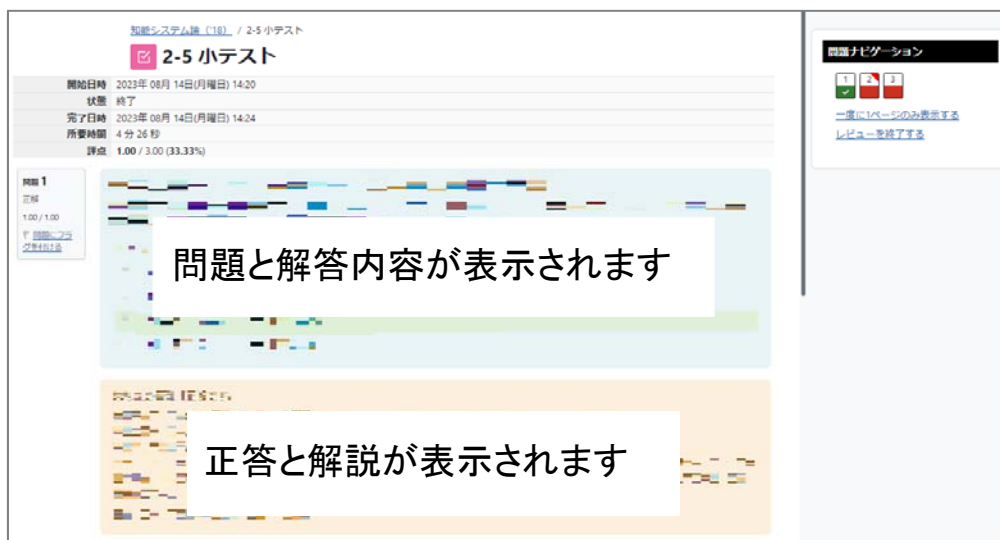 知能システム論（'18） / 2-5 小テスト
2-5 小テスト
開始日時 2023年 08月 14日(月曜日) 14:20
状態 終了
完了日時 2023年 08月 14日(月曜日) 14:24
所要時間 4 分 26 秒
評点 1.00 / 3.00 (33.33%)
問題 1
正解
1.00 / 1.00
問題にフラグを付ける
問題と解答内容が表示されます
正答と解説が表示されます
問題ナビゲーション
1 2 3
一度に1ページのみ表示する
レビューを終了する